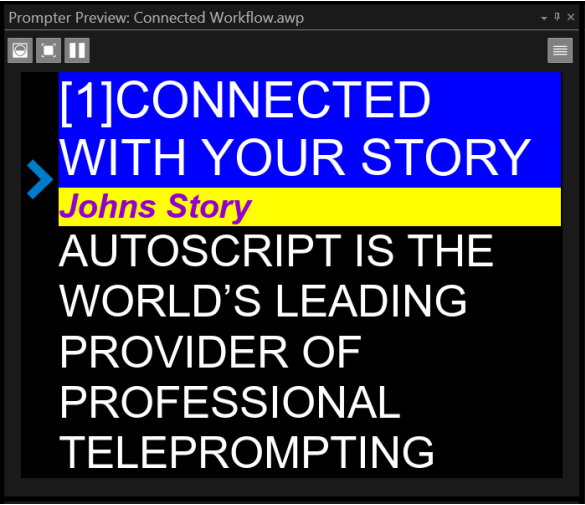 Prompter Preview: Connected Workflow.awp
[1]CONNECTED
WITH YOUR STORY
Johns Story
AUTOSCRIPT IS THE
WORLD’S LEADING
PROVIDER OF
PROFESSIONAL
TELEPROMPTING